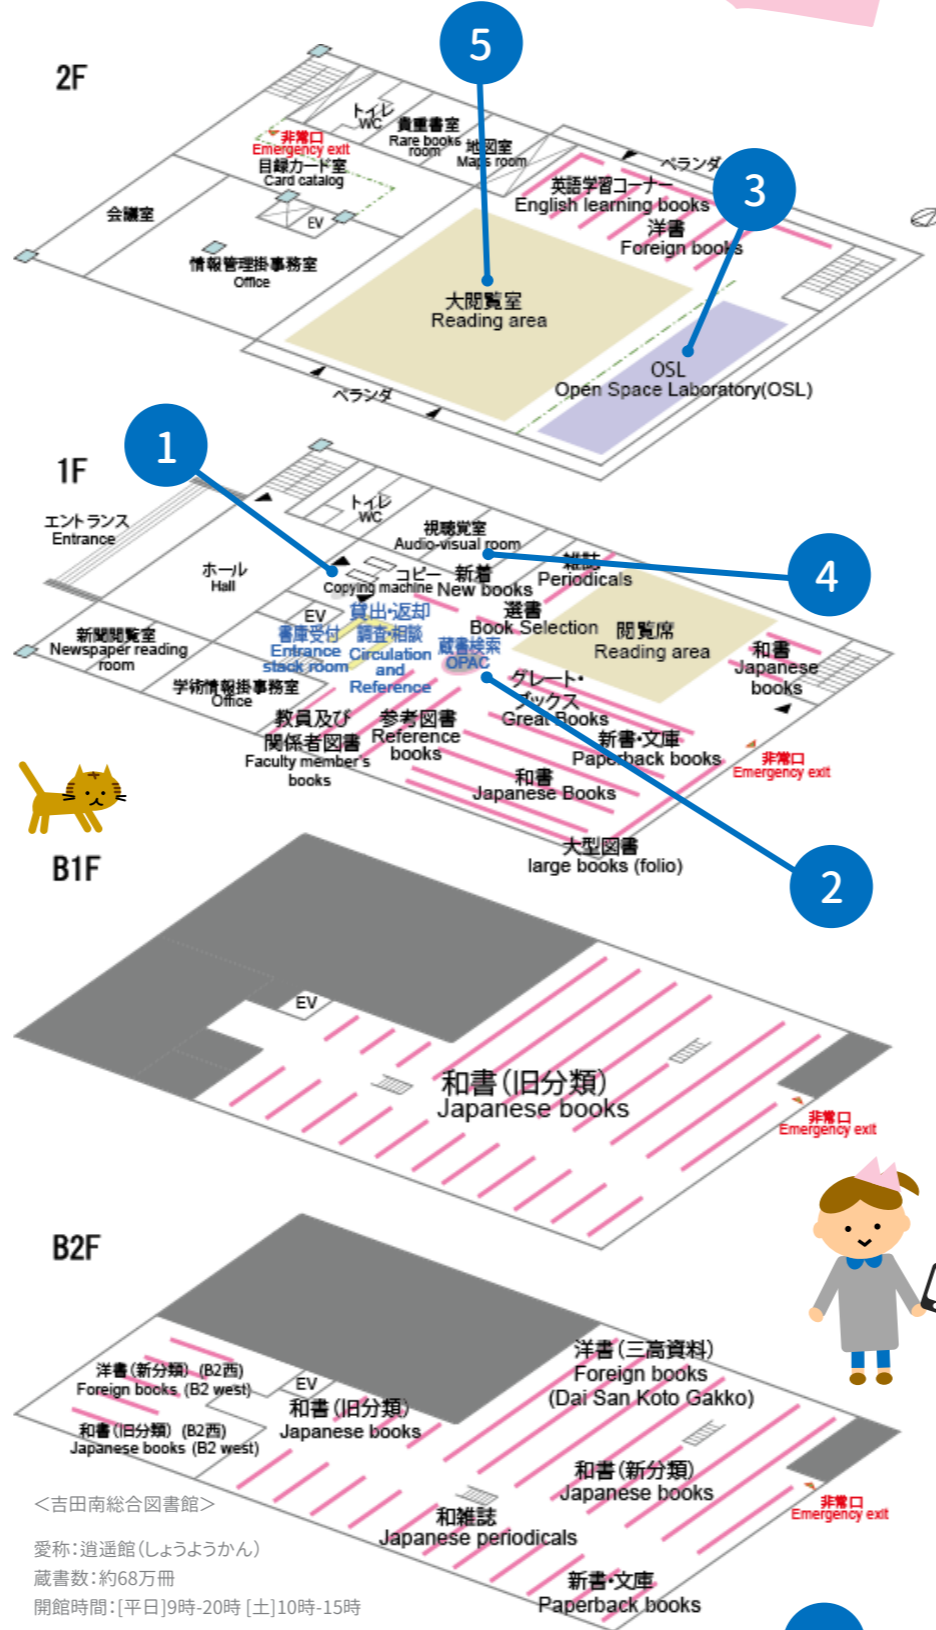 2F
5
トイレ
WC
貴重書室
Rare books
room
地図室
Maps room
非常口
Emergency exit
目録カード室
Card catalog
ベランダ
3
英語学習コーナー
English learning books
洋書
Foreign books
会議室
EV
情報管理掛事務室
Office
大閲覧室
Reading area
OSL
Open Space Laboratory(OSL)
ベランダ
1
1F
エントランス
Entrance
トイレ
WC
視聴覚室
Audio-visual room
雑誌
Periodicals
4
ホール
Hall
コピー
Copying machine
新着
New books
選書
Book Selection
閲覧席
Reading area
和書
Japanese
books
EV
貸出・返却
調査・相談
Circulation
and
Reference
書庫受付
Entrance
stack room
蔵書検索
OPAC
新聞閲覧室
Newspaper reading
room
学術情報掛事務室
Office
グレート・
ブックス
Great Books
教員及び
関係者図書
Faculty member's
books
参考図書
Reference
books
新書・文庫
Paperback books
非常口
Emergency exit
和書
Japanese Books
大型図書
large books (folio)
2
B1F
EV
和書（旧分類）
Japanese books
非常口
Emergency exit
B2F
洋書（新分類）（B2西）
Foreign books (B2 west)
EV
和書（旧分類）
Japanese books
洋書（三高資料）
Foreign books
(Dai San Koto Gakko)
和書（旧分類）（B2西）
Japanese books (B2 west)
和書（新分類）
Japanese books
和雑誌
Japanese periodicals
非常口
Emergency exit
新書・文庫
Paperback books
＜吉田南総合図書館＞
愛称：逍遥館（しょうようかん）
蔵書数：約68万冊
開館時間：[平日]9時-20時 [土]10時-15時